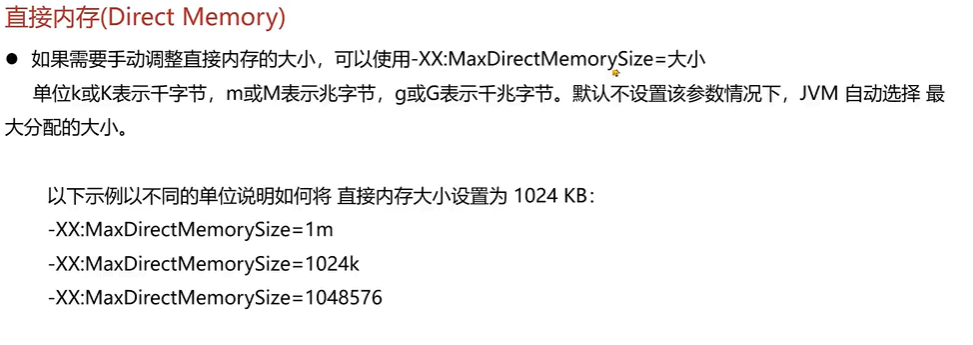 直接内存(Direct Memory)
● 如果需要手动调整直接内存的大小，可以使用-XX:MaxDirectMemorySize=大小
单位k或K表示千字节，m或M表示兆字节，g或G表示千兆字节。默认不设置该参数情况下，JVM 自动选择 最
大分配的大小。
以下示例以不同的单位说明如何将 直接内存大小设置为 1024 KB：
-XX:MaxDirectMemorySize=1m
-XX:MaxDirectMemorySize=1024k
-XX:MaxDirectMemorySize=1048576